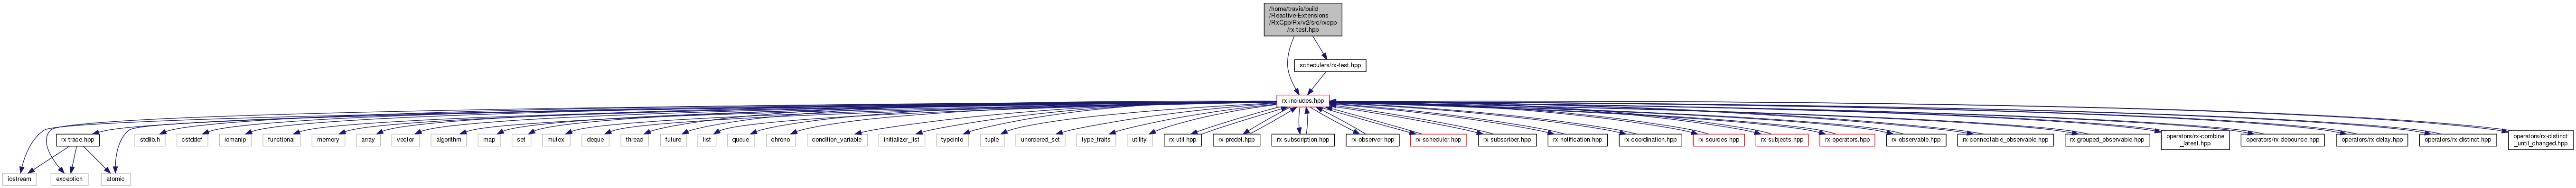 /home/travis/build
/Reactive-Extensions
/RxCpp/Rx/v2/src/rxcpp
/rx-test.hpp
schedulers/rx-test.hpp
rx-includes.hpp
rx-trace.hpp
stdlib.h
cstddef
iomanip
functional
memory
array
vector
algorithm
map
set
mutex
deque
thread
future
list
queue
chrono
condition_variable
initializer_list
typeinfo
tuple
unordered_set
type_traits
utility
rx-util.hpp
rx-predef.hpp
rx-subscription.hpp
rx-observer.hpp
rx-scheduler.hpp
rx-subscriber.hpp
rx-notification.hpp
rx-coordination.hpp
rx-sources.hpp
rx-subjects.hpp
rx-operators.hpp
rx-observable.hpp
rx-connectable_observable.hpp
rx-grouped_observable.hpp
operators/rx-combine
_latest.hpp
operators/rx-debounce.hpp
operators/rx-delay.hpp
operators/rx-distinct.hpp
operators/rx-distinct
_until_changed.hpp
iostream
exception
atomic